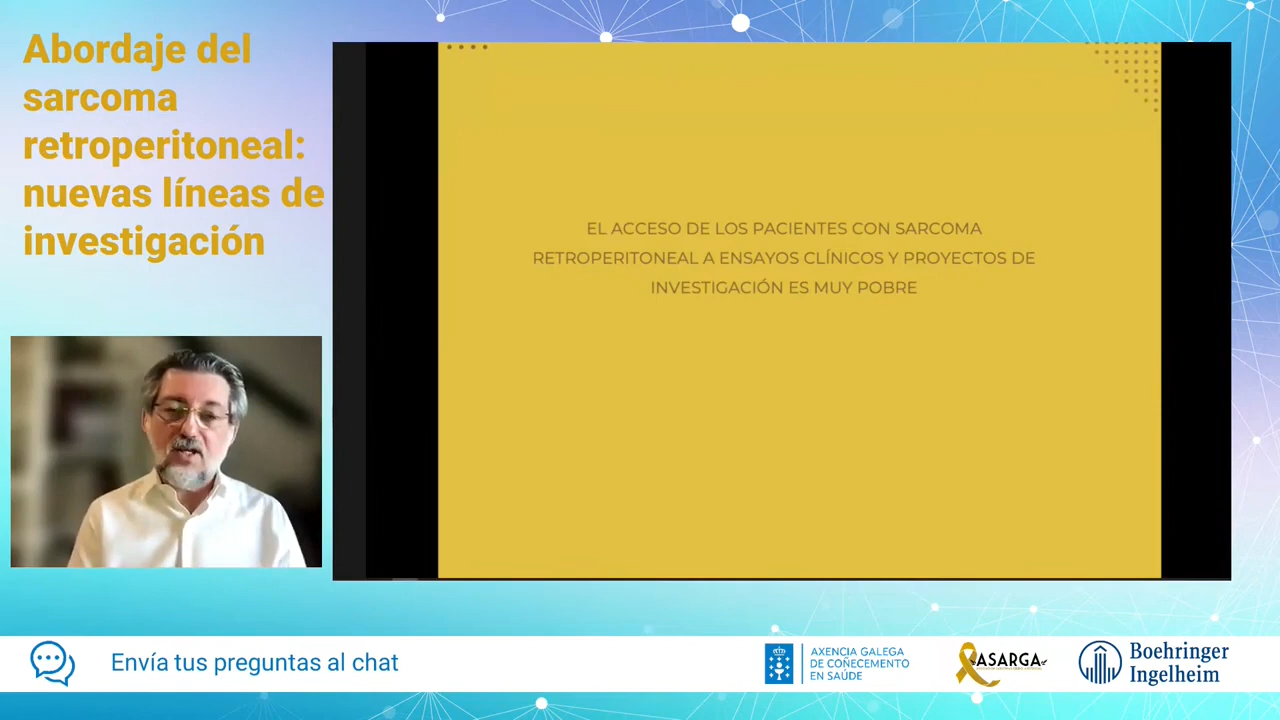 Abordaje del
sarcoma
retroperitoneal:
nuevas líneas de
investigación
EL ACCESO DE LOS PACIENTES CON SARCOMA
RETROPERITONEAL A ENSAYOS CLÍNICOS Y PROYECTOS DE
INVESTIGACIÓN ES MUY POBRE
Envía tus preguntas al chat
AXENCIA GALEGA
DE COÑECEMENTO
EN SAÚDE
ASARGA
Boehringer
Ingelheim